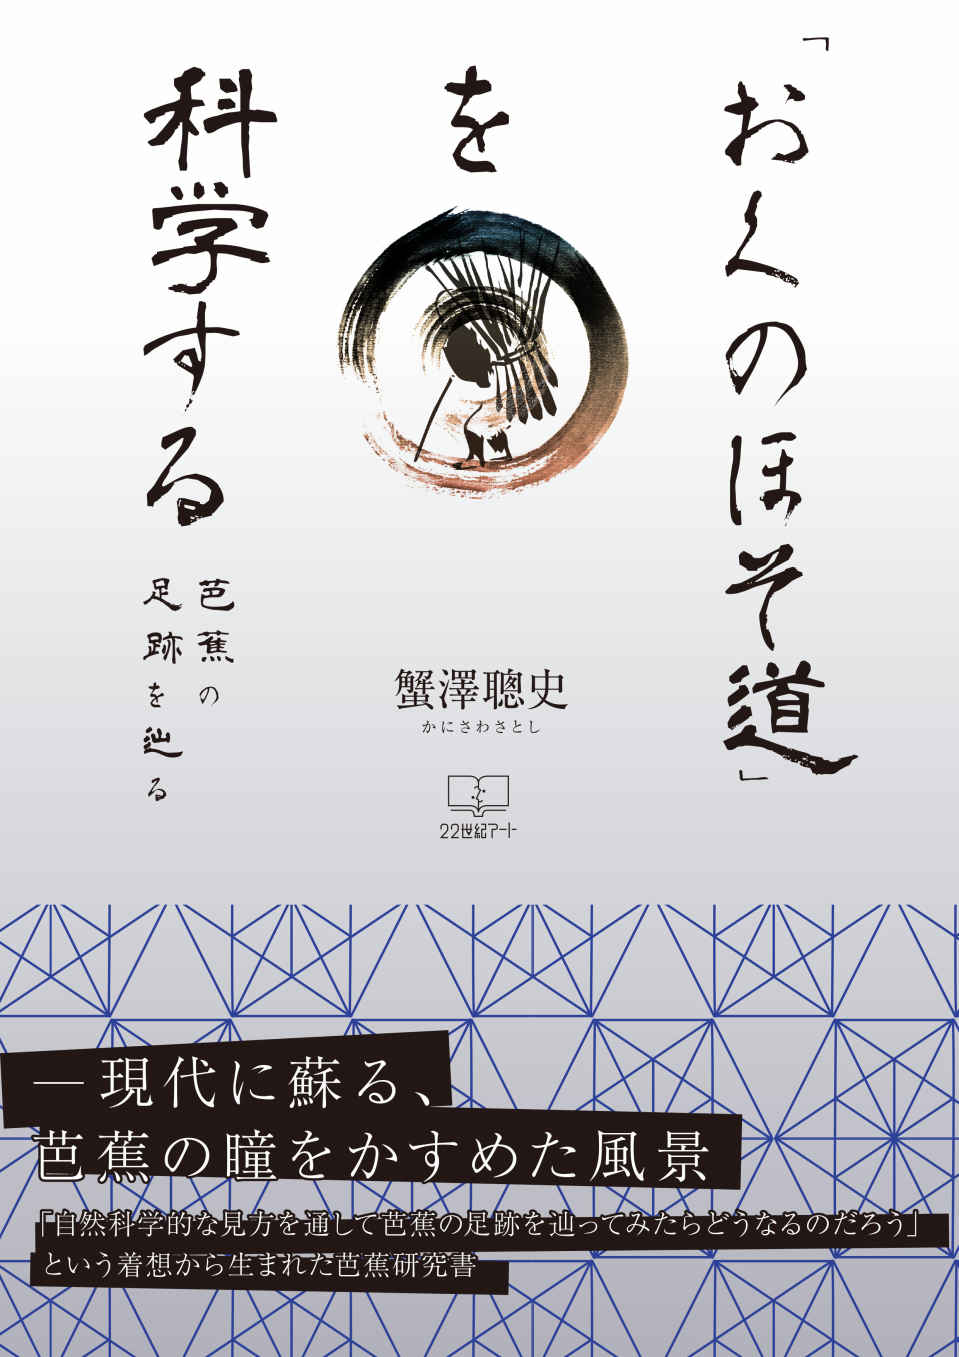 「おくのほそ道」
を
科学する
芭蕉の
足跡を辿る
蟹澤聰史
かにさわさとし
22世紀アート
―現代に蘇る、
芭蕉の瞳をかすめた風景
「自然科学的な見方を通して芭蕉の足跡を辿ってみたらどうなるのだろう」
という着想から生まれた芭蕉研究書